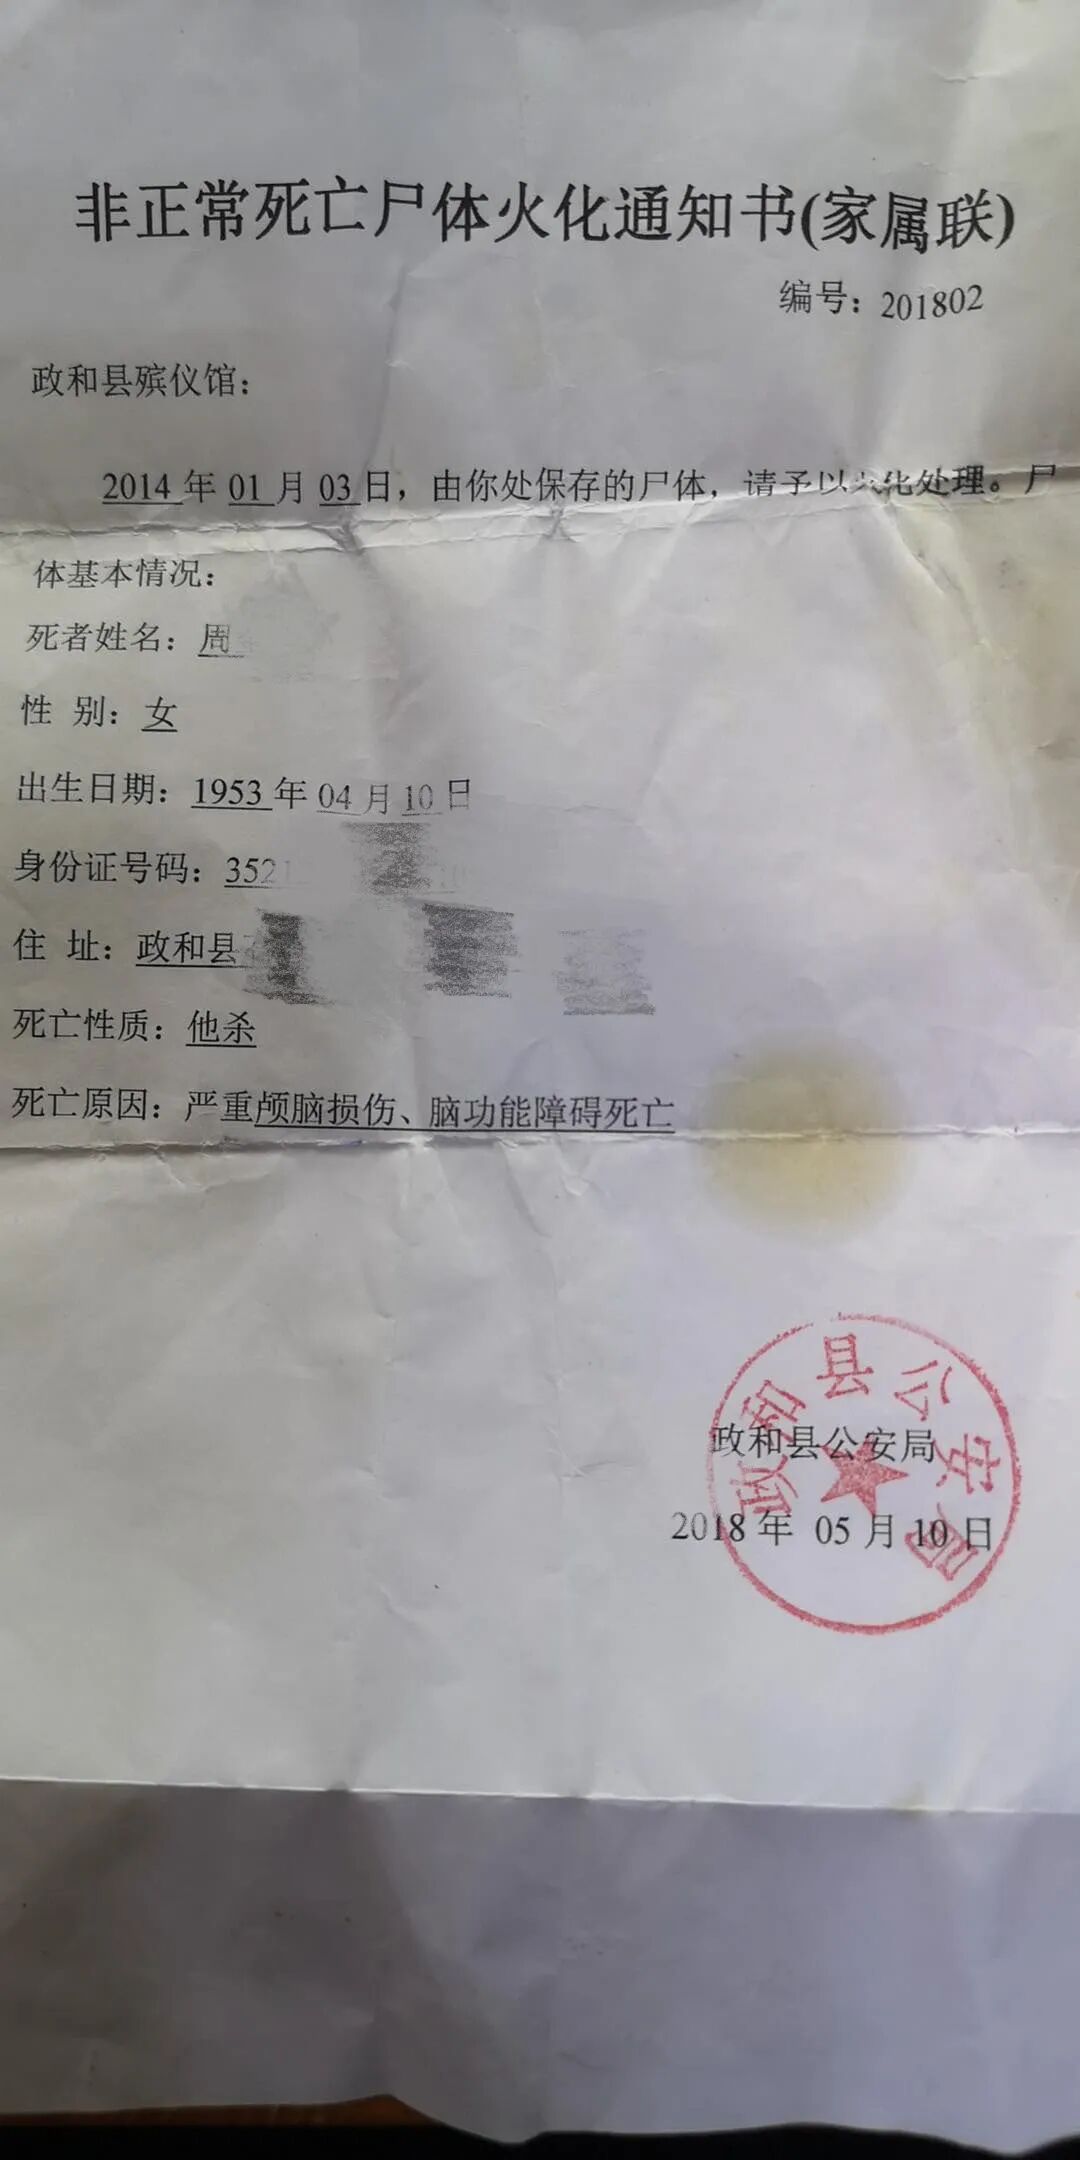 非正常死亡尸体火化通知书(家属联)
编号：201802
政和县殡仪馆：
2014年01月03日，由你处保存的尸体，请予以火化处理。尸
体基本情况：
死者姓名：周
性 别：女
出生日期：1953年04月10日
身份证号码：3521
住 址：政和县
死亡性质：他杀
死亡原因：严重颅脑损伤、脑功能障碍死亡
政和县公安局
政和县公安局
2018年 05月10日